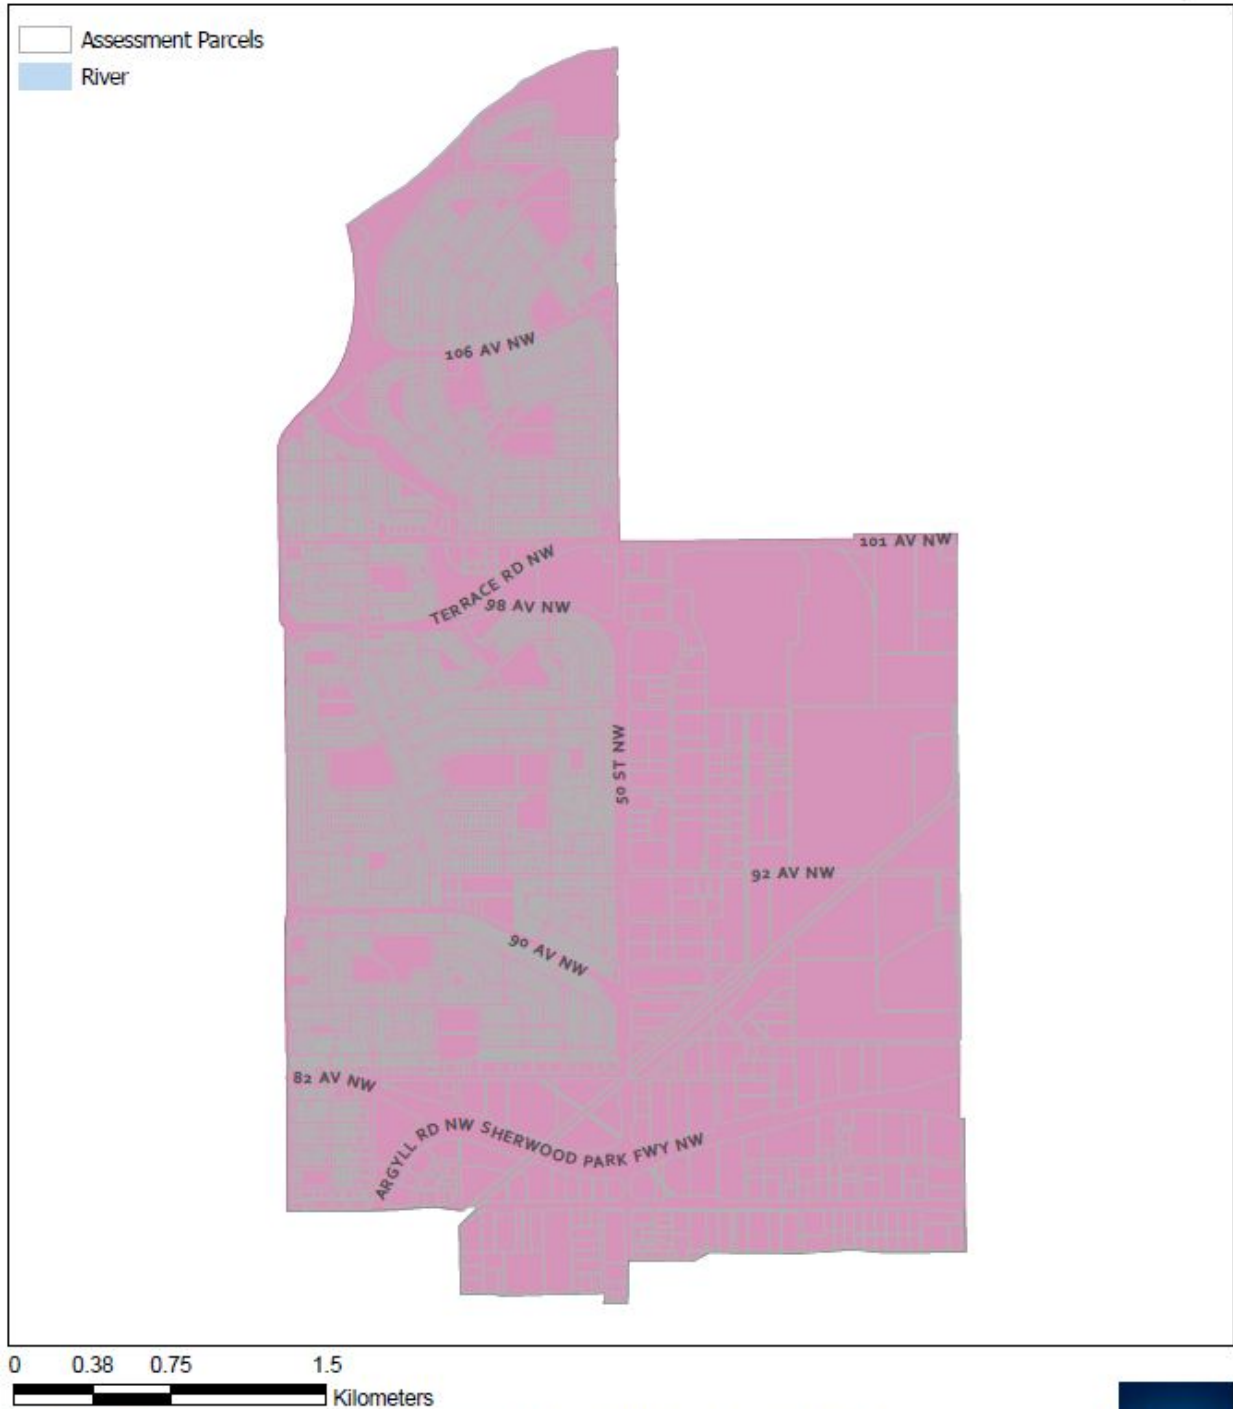 Assessment Parcels
River
106 AV NW
101 AV NW
TERRACE RD NW
98 AV NW
50 ST NW
92 AV NW
90 AV NW
82 AV NW
ARGYLL RD NW
SHERWOOD PARK FWY NW
0 0.38 0.75 1.5
Kilometers